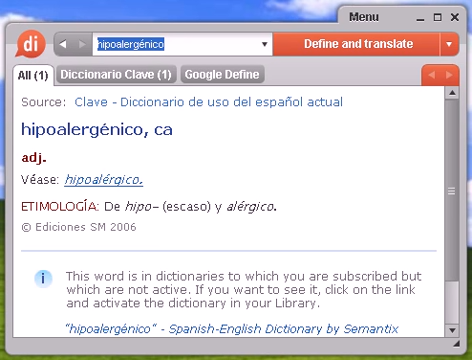 Menu
di
hipoalergénico
Define and translate
All (1)
Diccionario Clave (1)
Google Define
Source: Clave - Diccionario de uso del español actual
hipoalergénico, ca
adj.
Véase: hipoalérgico.
ETIMOLOGÍA: De hipo– (escaso) y alérgico.
© Ediciones SM 2006
i
This word is in dictionaries to which you are subscribed but
which are not active. If you want to see it, click on the link
and activate the dictionary in your Library.
"hipoalergénico" - Spanish-English Dictionary by Semantix